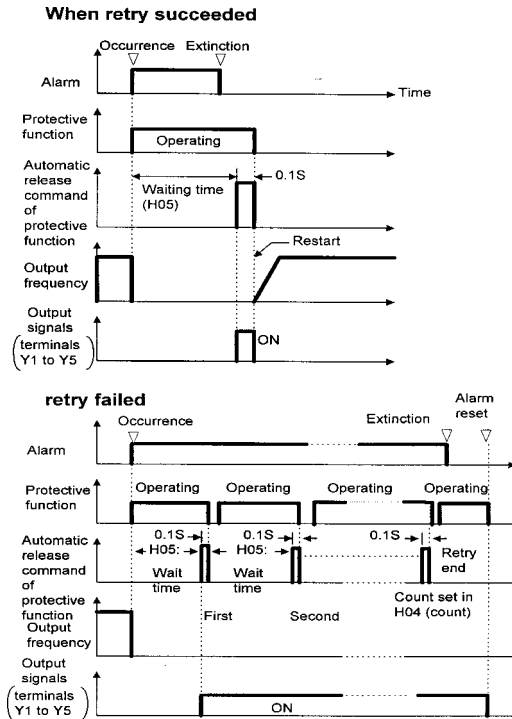 When retry succeeded
Occurrence Extinction
Alarm
Time
Protective
function
Operating
Automatic
release
command
of
protective
function
Waiting time
(H05)
0.1S
Restart
Output
frequency
Output
signals
(terminals
Y1 to Y5)
ON
retry failed
Occurrence
Extinction
Alarm
reset
Alarm
Protective
function
Operating Operating Operating Operating
Automatic
release
command
of
protective
function
0.1S 0.1S 0.1S
H05: H05:
Wait
time
Wait
time
Retry
end
Count set in
H04 (count)
First Second
Output
frequency
Output
signals
(terminals
Y1 to Y5)
ON